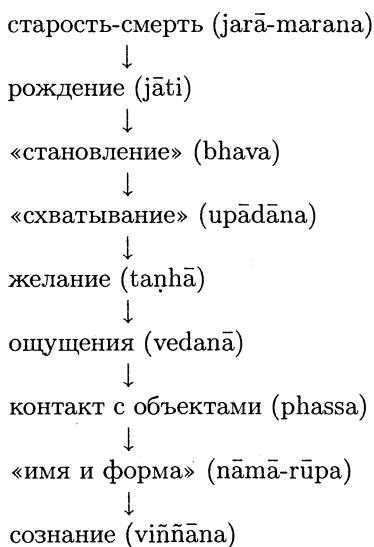 старость-смерть (jarā-marana)
↓
рождение (jāti)
↓
«становление» (bhava)
↓
«схватывание» (upādāna)
↓
желание (taṇhā)
↓
ощущения (vedanā)
↓
контакт с объектами (phassa)
↓
«имя и форма» (nāmā-rūpa)
↓
сознание (viññāna)